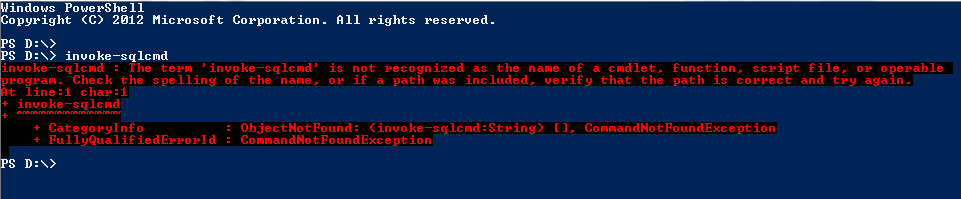 Windows PowerShell
Copyright (C) 2012 Microsoft Corporation. All rights reserved.
PS D:\>
PS D:\> invoke-sqlcmd
invoke-sqlcmd : The term 'invoke-sqlcmd' is not recognized as the name of a cmdlet, function, script file, or operable
program. Check the spelling of the name, or if a path was included, verify that the path is correct and try again.
At line:1 char:1
+ invoke-sqlcmd
+ ~~~~~~~~~~~~~
    + CategoryInfo          : ObjectNotFound: (invoke-sqlcmd:String) [], CommandNotFoundException
    + FullyQualifiedErrorId : CommandNotFoundException
PS D:\>